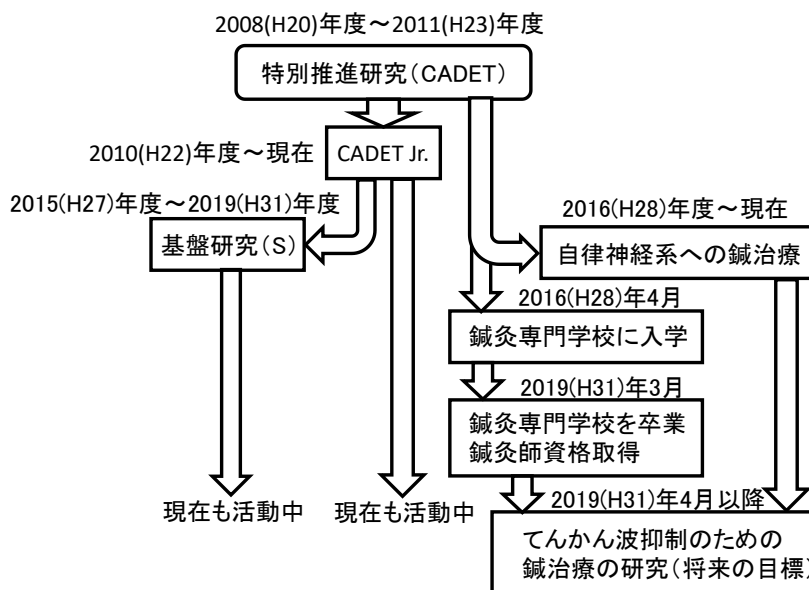 2008(H20)年度～2011(H23)年度
特別推進研究(CADET)
2010(H22)年度～現在
CADET Jr.
2015(H27)年度～2019(H31)年度
基盤研究(S)
2016(H28)年度～現在
自律神経系への鍼治療
2016(H28)年4月
鍼灸専門学校に入学
2019(H31)年3月
鍼灸専門学校を卒業
鍼灸師資格取得
現在も活動中
現在も活動中
2019(H31)年4月以降
てんかん波抑制のための
鍼治療の研究(将来の目標)